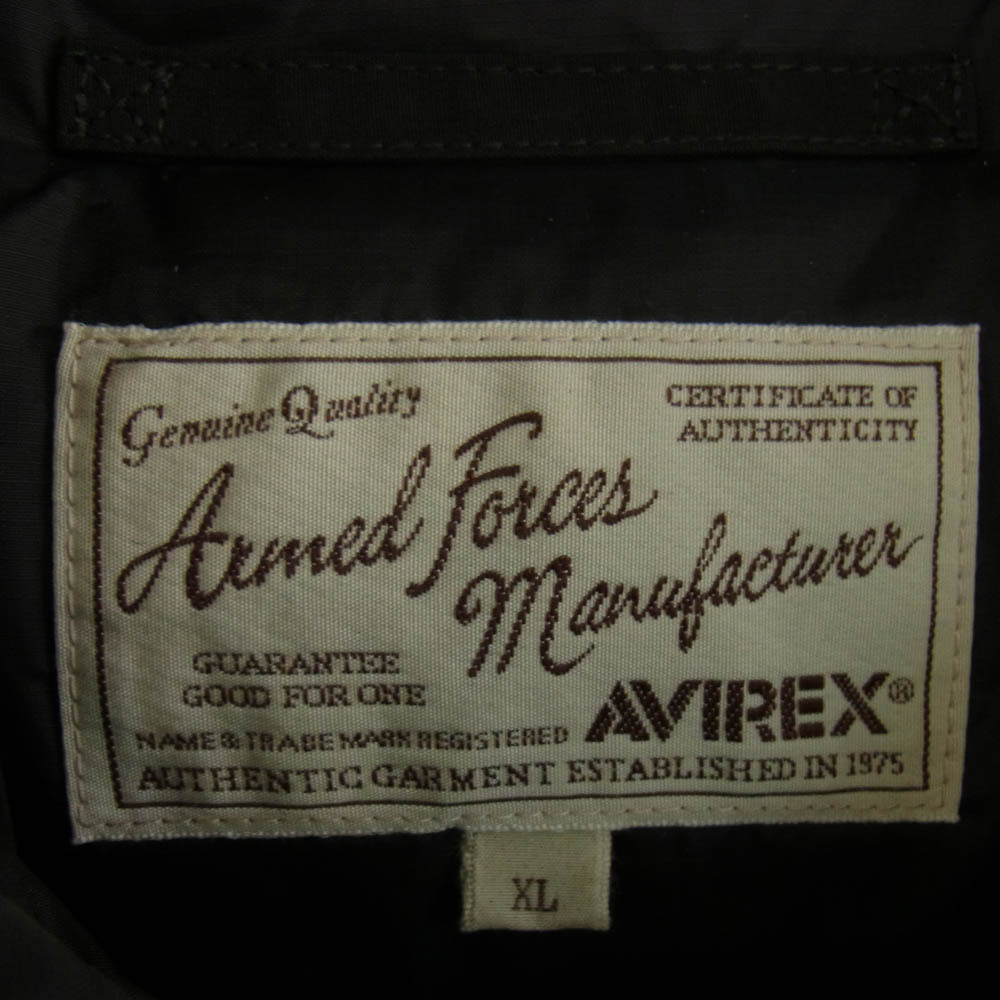 Genuine Quality
CERTIFICATE OF
AUTHENTICITY
Armed Forces
Manufacturer
GUARANTEE
GOOD FOR ONE
AVIREX®
NAME & TRADE MARK REGISTERED
AUTHENTIC GARMENT ESTABLISHED IN 1975
XL